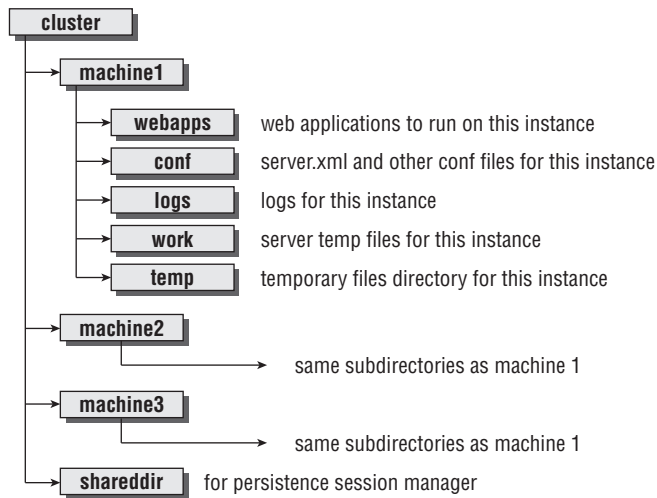 cluster
machine1
webapps web applications to run on this instance
conf server.xml and other conf files for this instance
logs logs for this instance
work server temp files for this instance
temp temporary files directory for this instance
machine2
same subdirectories as machine 1
machine3
same subdirectories as machine 1
shareddir for persistence session manager